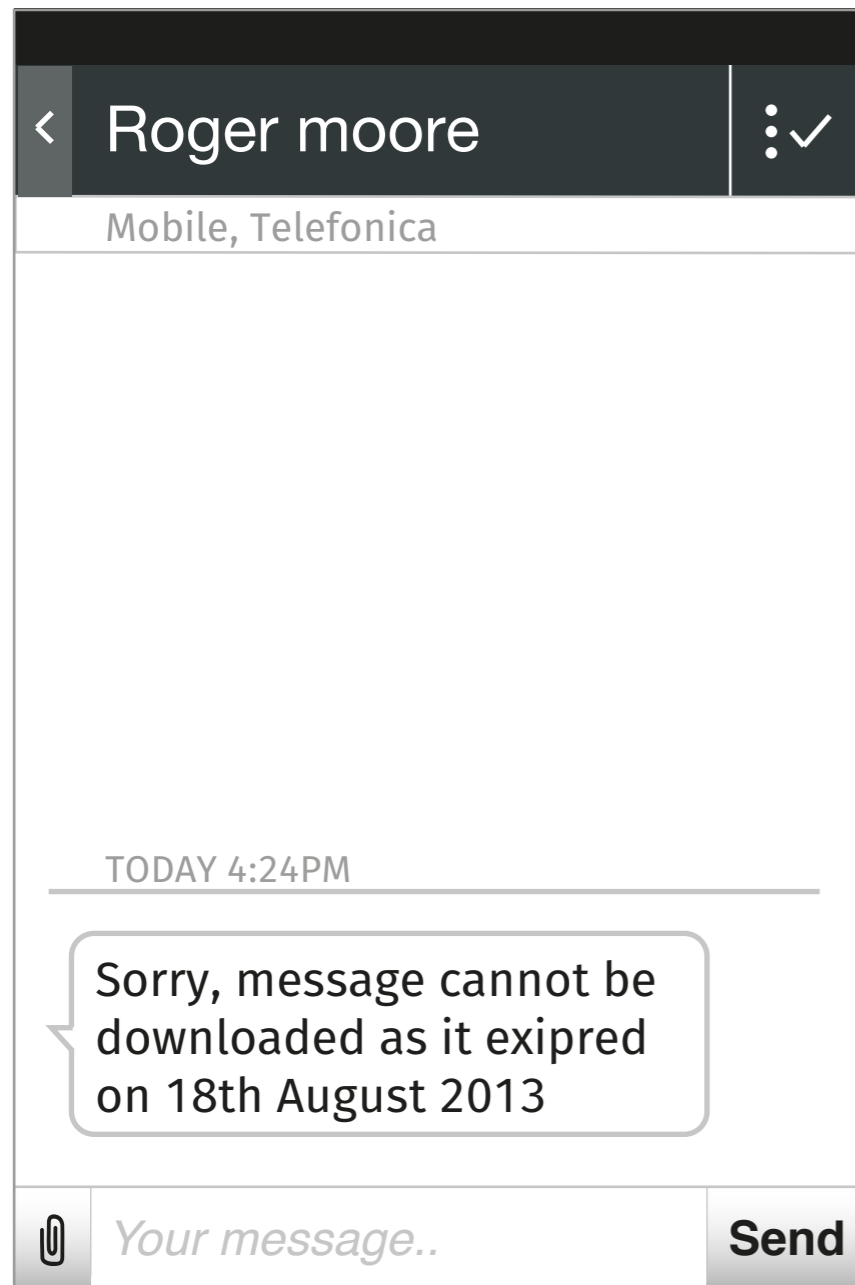 Roger moore
Mobile, Telefonica
TODAY 4:24PM
Sorry, message cannot be
downloaded as it exipred
on 18th August 2013
Your message..
Send